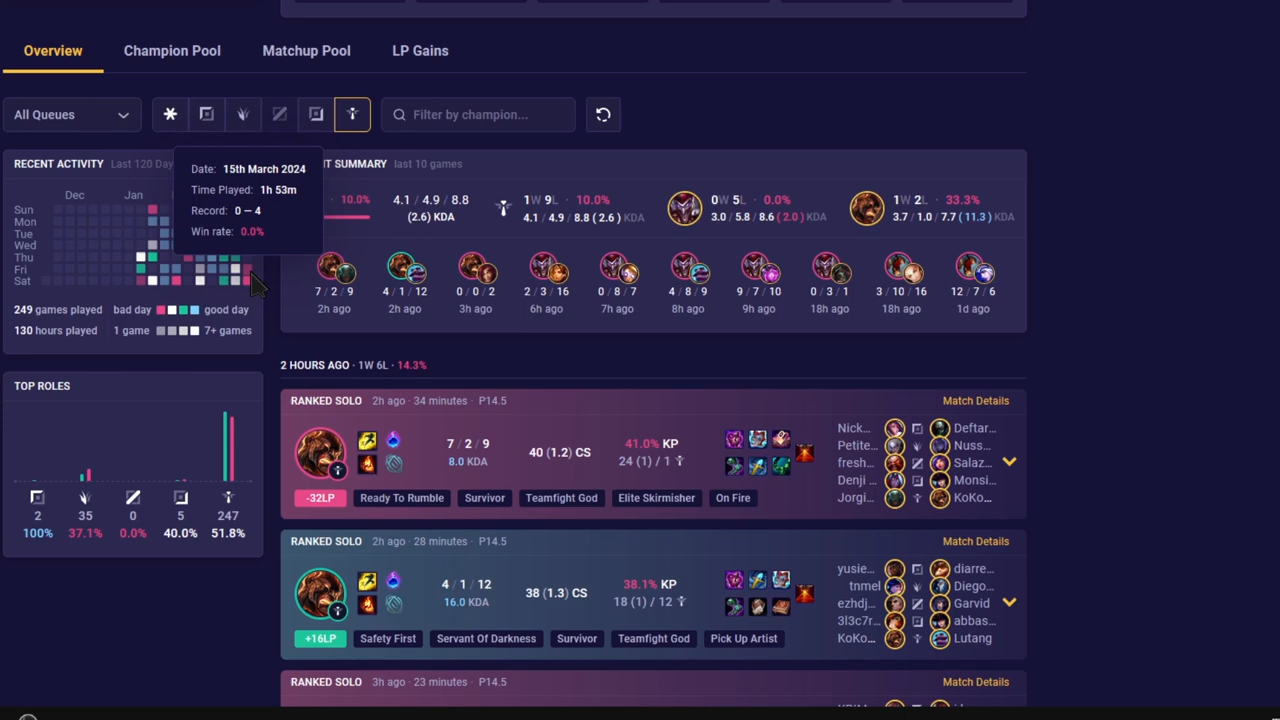 Overview Champion Pool Matchup Pool LP Gains
All Queues Filter by champion...
RECENT ACTIVITY Last 120 Day
Date: 15th March 2024
Time Played: 1h 53m
Record: 0 — 4
Win rate: 0.0%
Dec Jan
Sun
Mon
Tue
Wed
Thu
Fri
Sat
249 games played bad day good day
130 hours played 1 game 7+ games
TOP ROLES
2 35 0 5 247
100% 37.1% 0.0% 40.0% 51.8%
SUMMARY last 10 games
· 10.0% 4.1 / 4.9 / 8.8 1W 9L · 10.0% 0W 5L · 0.0% 1W 2L · 33.3%
(2.6) KDA 4.1 / 4.9 / 8.8 ( 2.6 ) KDA 3.0 / 5.8 / 8.6 ( 2.0 ) KDA 3.7 / 1.0 / 7.7 ( 11.3 ) KDA
7 / 2 / 9 4 / 1 / 12 0 / 0 / 2 2 / 3 / 16 0 / 8 / 7 4 / 8 / 9 9 / 7 / 10 0 / 3 / 1 3 / 10 / 16 12 / 7 / 6
2h ago 2h ago 3h ago 6h ago 7h ago 8h ago 9h ago 18h ago 18h ago 1d ago
2 HOURS AGO · 1W 6L · 14.3%
RANKED SOLO 2h ago · 34 minutes · P14.5 Match Details
7 / 2 / 9
8.0 KDA
40 (1.2) CS
41.0% KP
24 (1) / 1
Nick... Deftar...
Petite... Nuss...
fresh... Salaz...
Denji ... Monsi...
Jorgi... KoKo...
-32LP Ready To Rumble Survivor Teamfight God Elite Skirmisher On Fire
RANKED SOLO 2h ago · 28 minutes · P14.5 Match Details
4 / 1 / 12
16.0 KDA
38 (1.3) CS
38.1% KP
18 (1) / 12
yusie... diarre...
tnmel Diego...
ezhdj... Garvid
3l3c7r... abbas...
KoKo... Lutang
+16LP Safety First Servant Of Darkness Survivor Teamfight God Pick Up Artist
RANKED SOLO 3h ago · 23 minutes · P14.5 Match Details